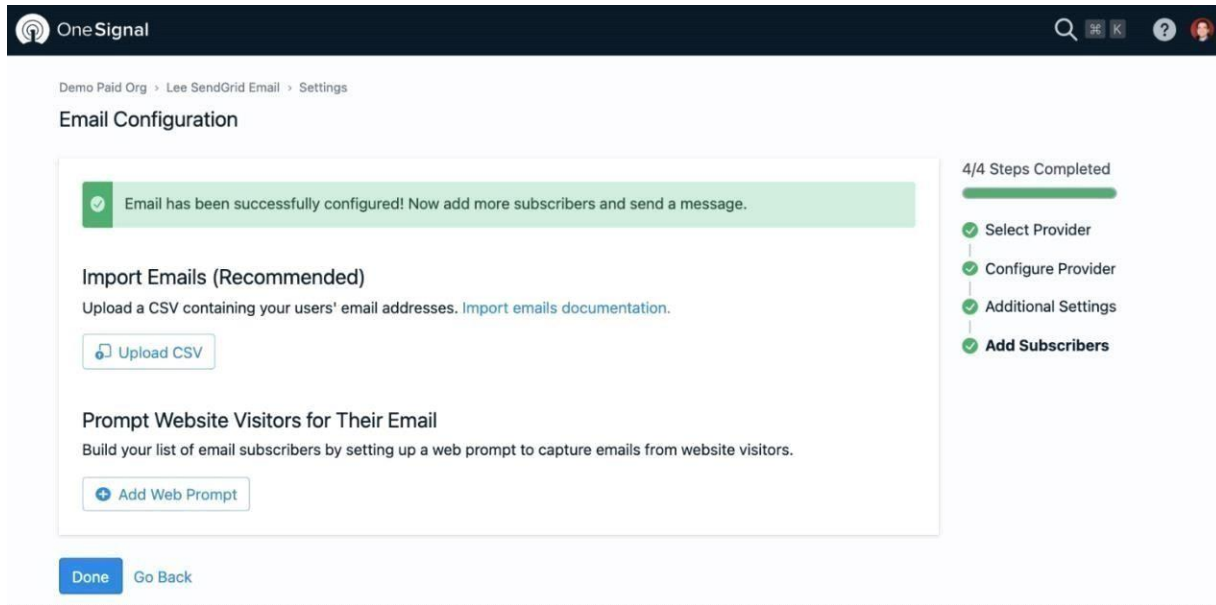 OneSignal
⌘ K
?
Demo Paid Org > Lee SendGrid Email > Settings
Email Configuration
Email has been successfully configured! Now add more subscribers and send a message.
Import Emails (Recommended)
Upload a CSV containing your users' email addresses. Import emails documentation.
Upload CSV
Prompt Website Visitors for Their Email
Build your list of email subscribers by setting up a web prompt to capture emails from website visitors.
Add Web Prompt
Done
Go Back
4/4 Steps Completed
Select Provider
Configure Provider
Additional Settings
Add Subscribers